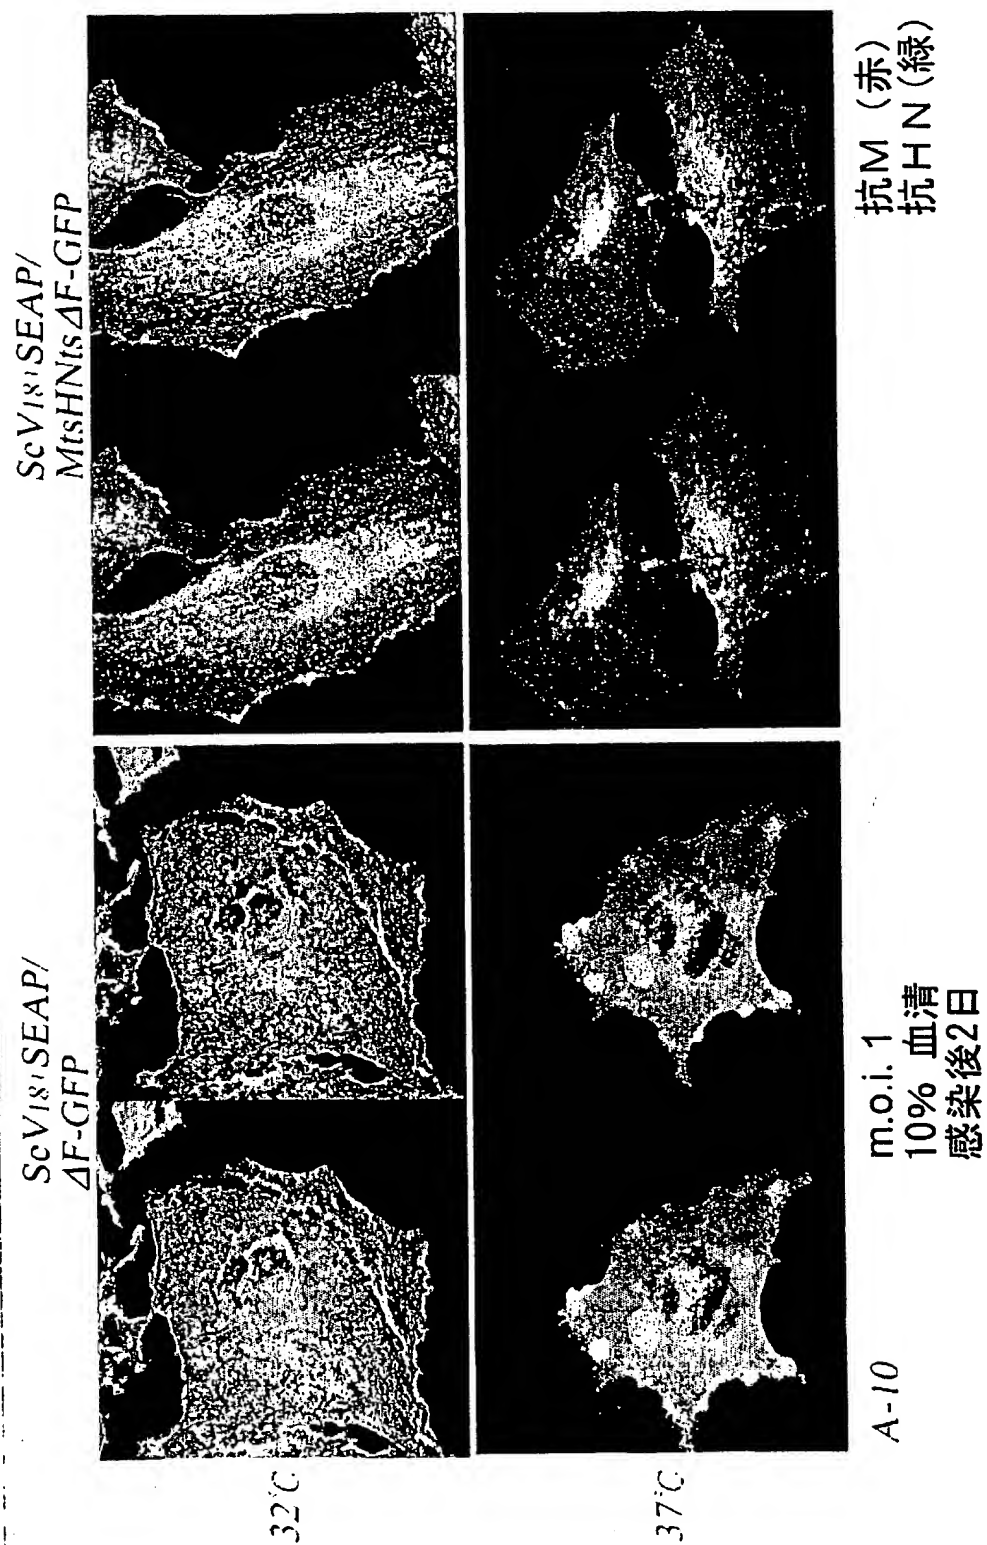 SeV18+SEAP/
ΔF-GFP
SeV18+SEAP/
MtsHNtsΔF-GFP
32℃
37℃
A-10
m.o.i. 1
10% 血清
感染後2日
抗M (赤)
抗HN (緑)